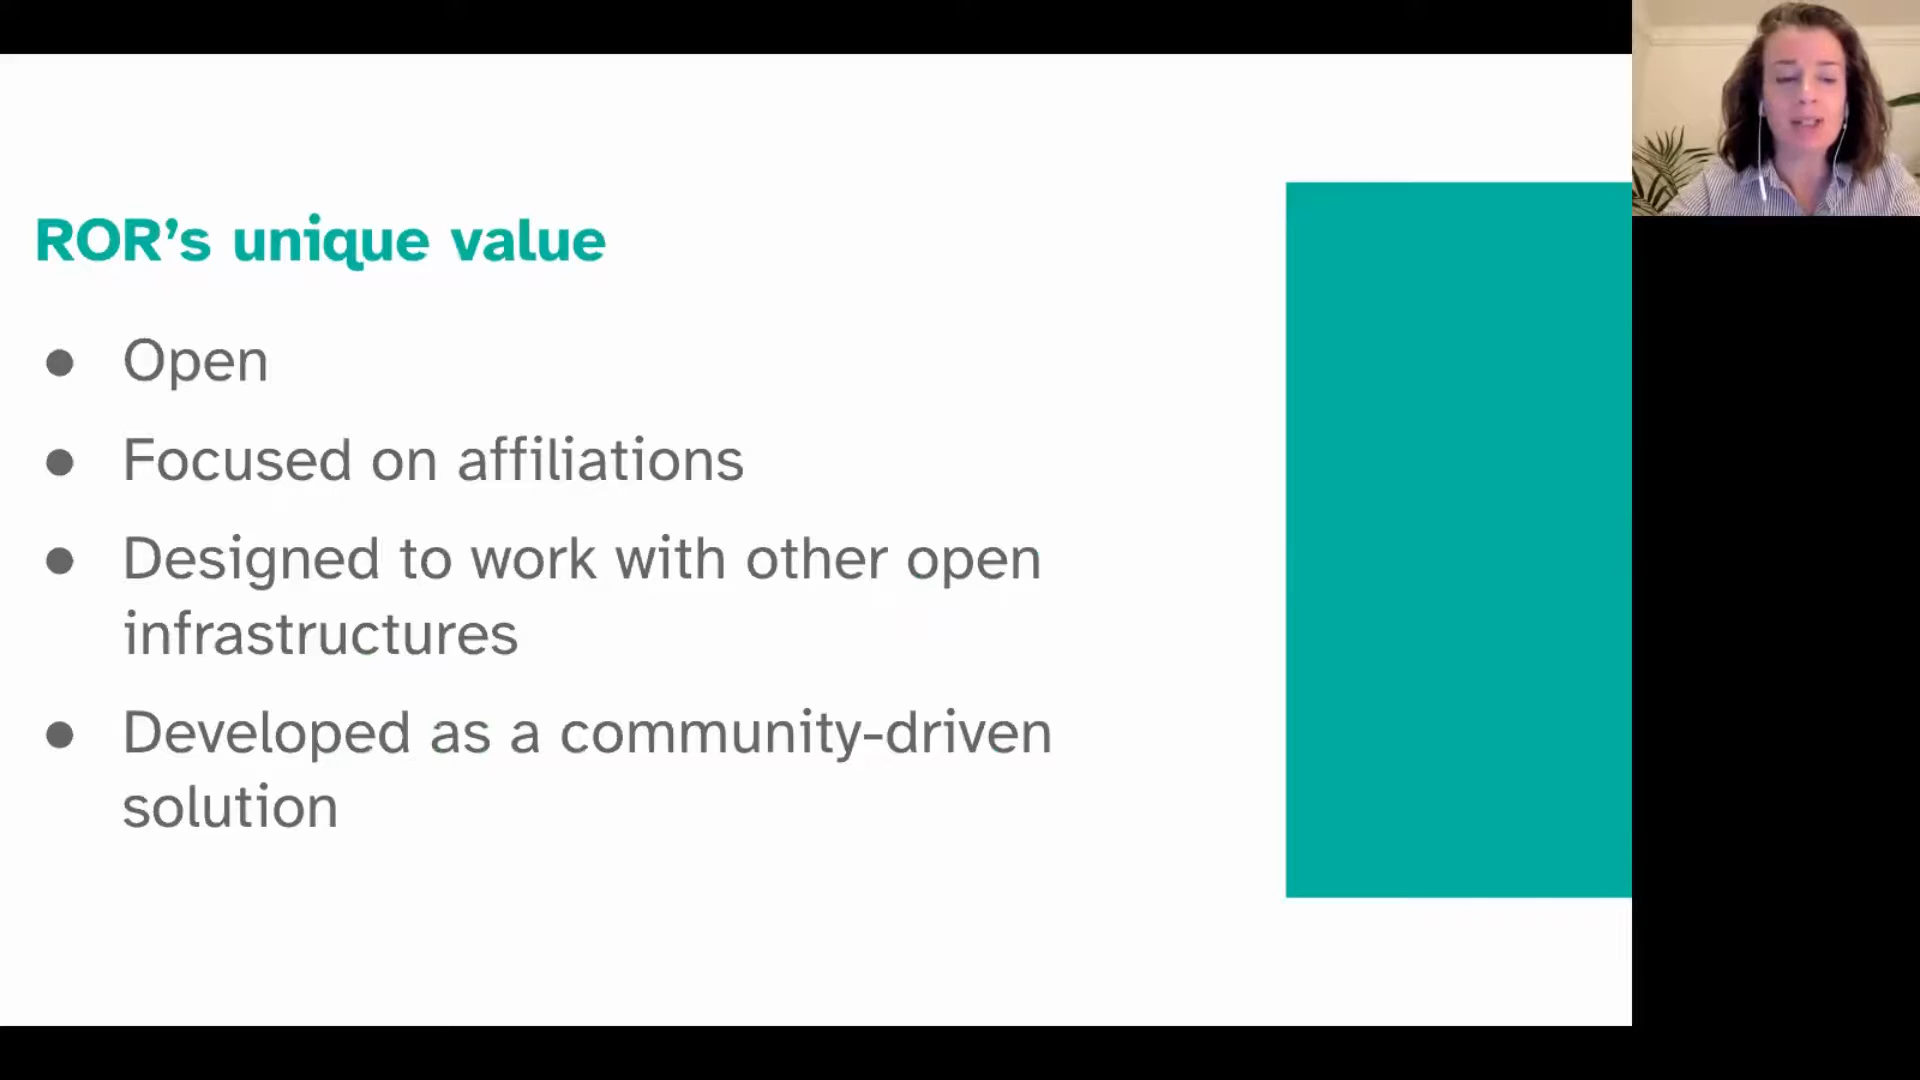 ROR’s unique value
● Open
● Focused on affiliations
● Designed to work with other open
infrastructures
● Developed as a community-driven
solution